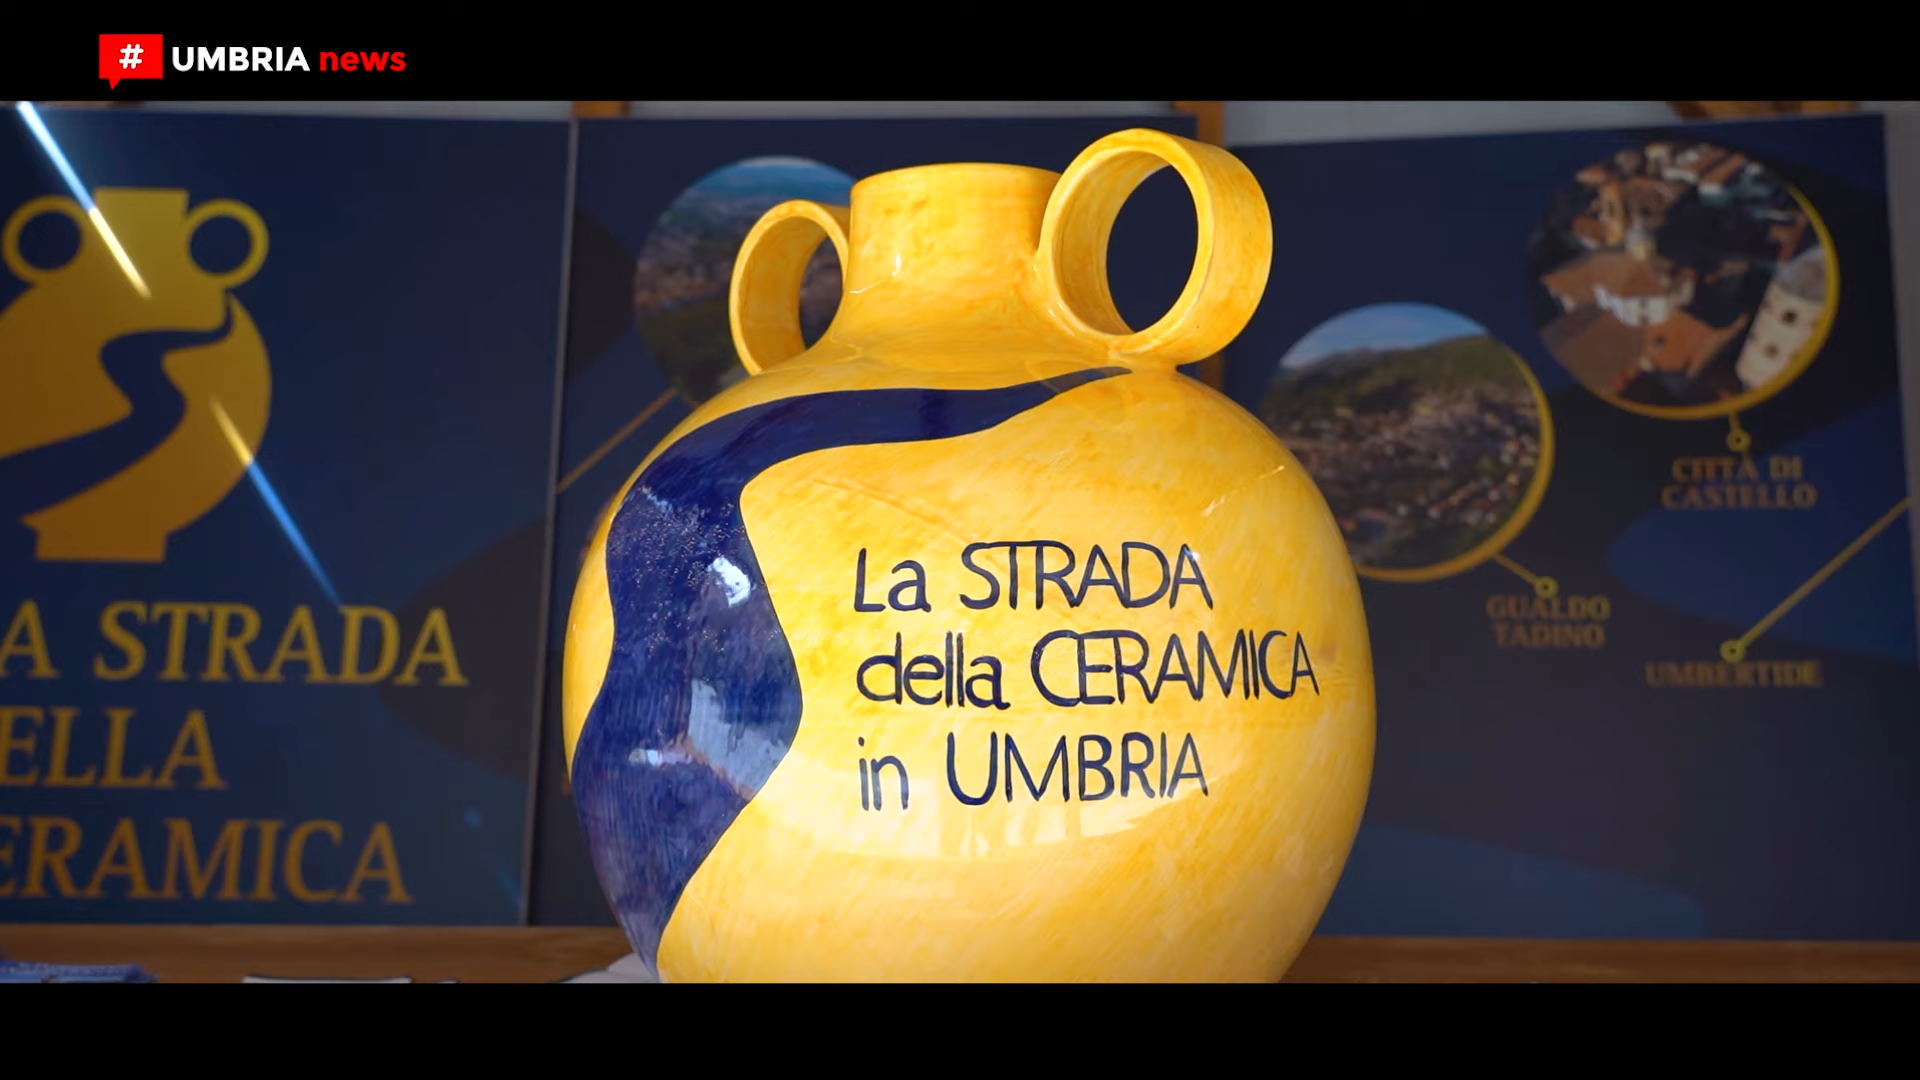 # UMBRIA news
A STRADA
ELLA
ERAMICA
La STRADA
della CERAMICA
in UMBRIA
CITTÀ DI
CASTELLO
GUALDO
TADINO
UMBERTIDE